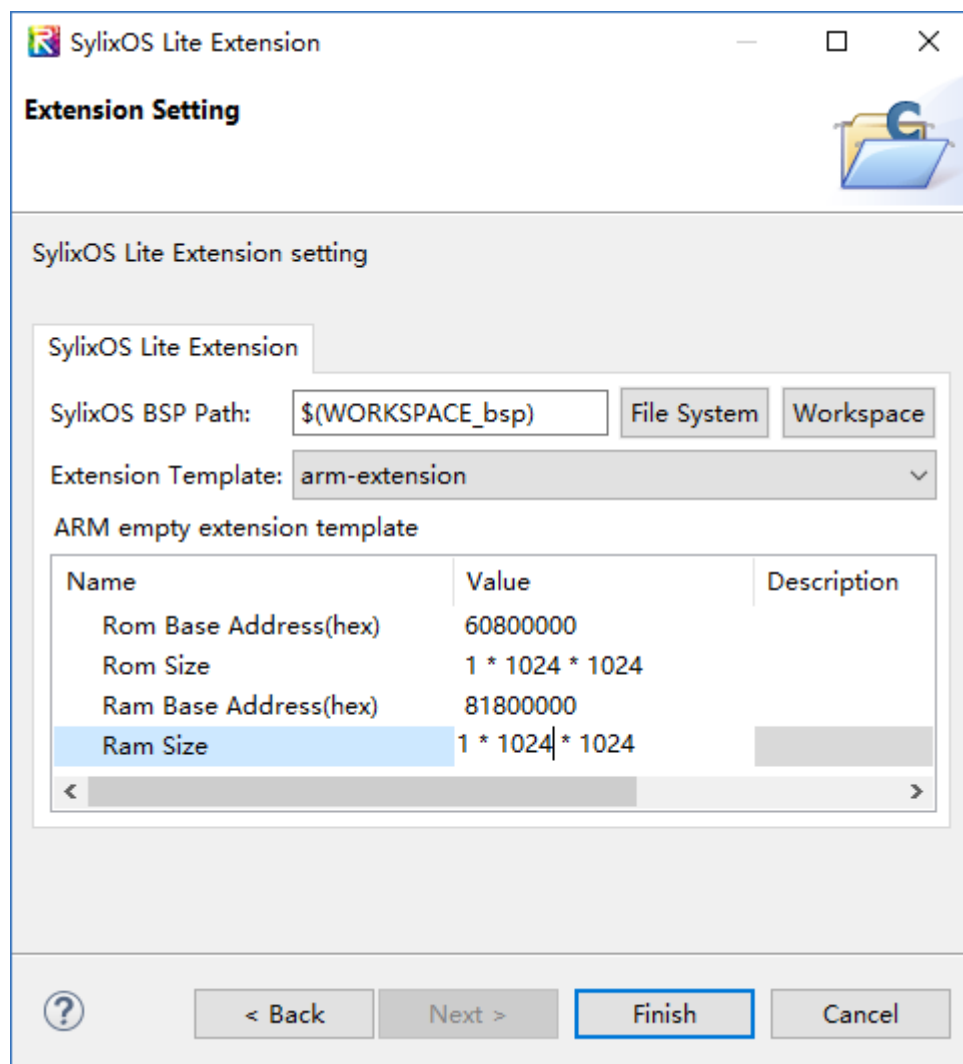 SylixOS Lite Extension
Extension Setting
SylixOS Lite Extension setting
SylixOS Lite Extension
SylixOS BSP Path: $(WORKSPACE_bsp) File System Workspace
Extension Template: arm-extension
ARM empty extension template
Name Value Description
Rom Base Address(hex) 60800000
Rom Size 1 * 1024 * 1024
Ram Base Address(hex) 81800000
Ram Size 1 * 1024 * 1024
< Back Next > Finish Cancel